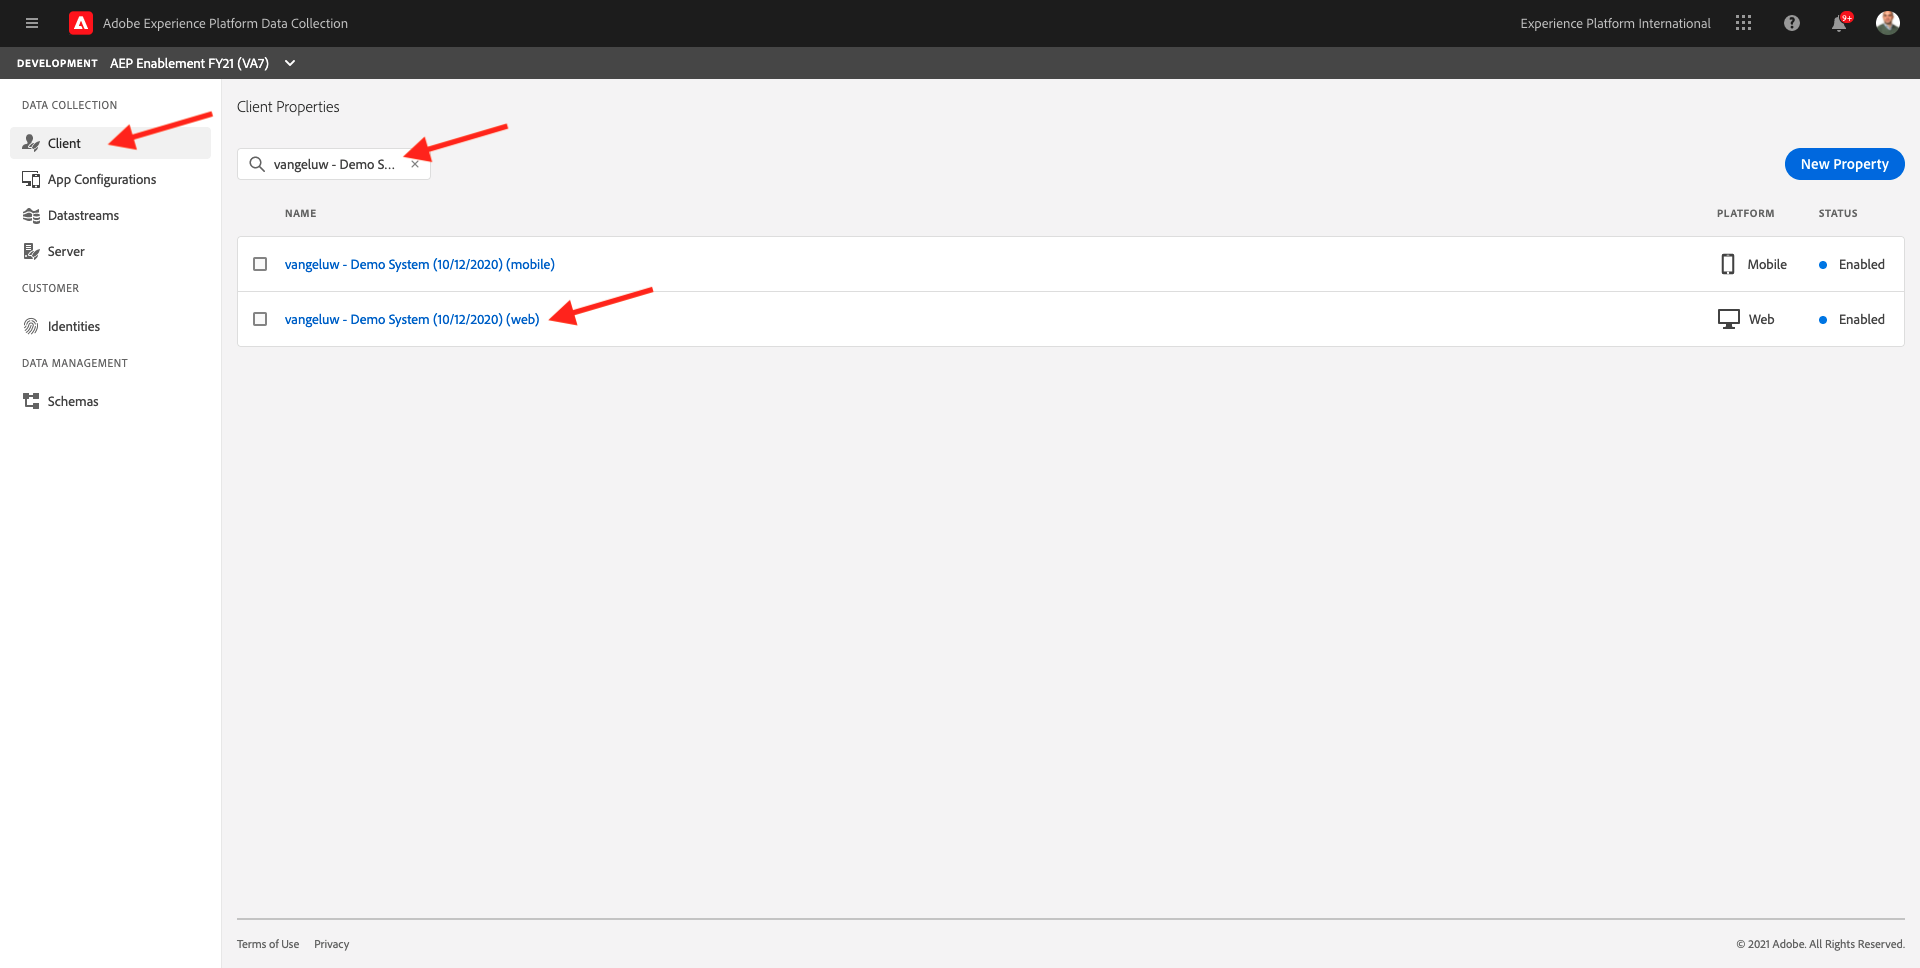 Adobe Experience Platform Data Collection
Experience Platform International
9+
DEVELOPMENT AEP Enablement FY21 (VA7)
DATA COLLECTION
Client
App Configurations
Datastreams
Server
CUSTOMER
Identities
DATA MANAGEMENT
Schemas
Client Properties
vangeluw - Demo S...
New Property
NAME PLATFORM STATUS
vangeluw - Demo System (10/12/2020) (mobile) Mobile Enabled
vangeluw - Demo System (10/12/2020) (web) Web Enabled
Terms of Use Privacy
© 2021 Adobe. All Rights Reserved.